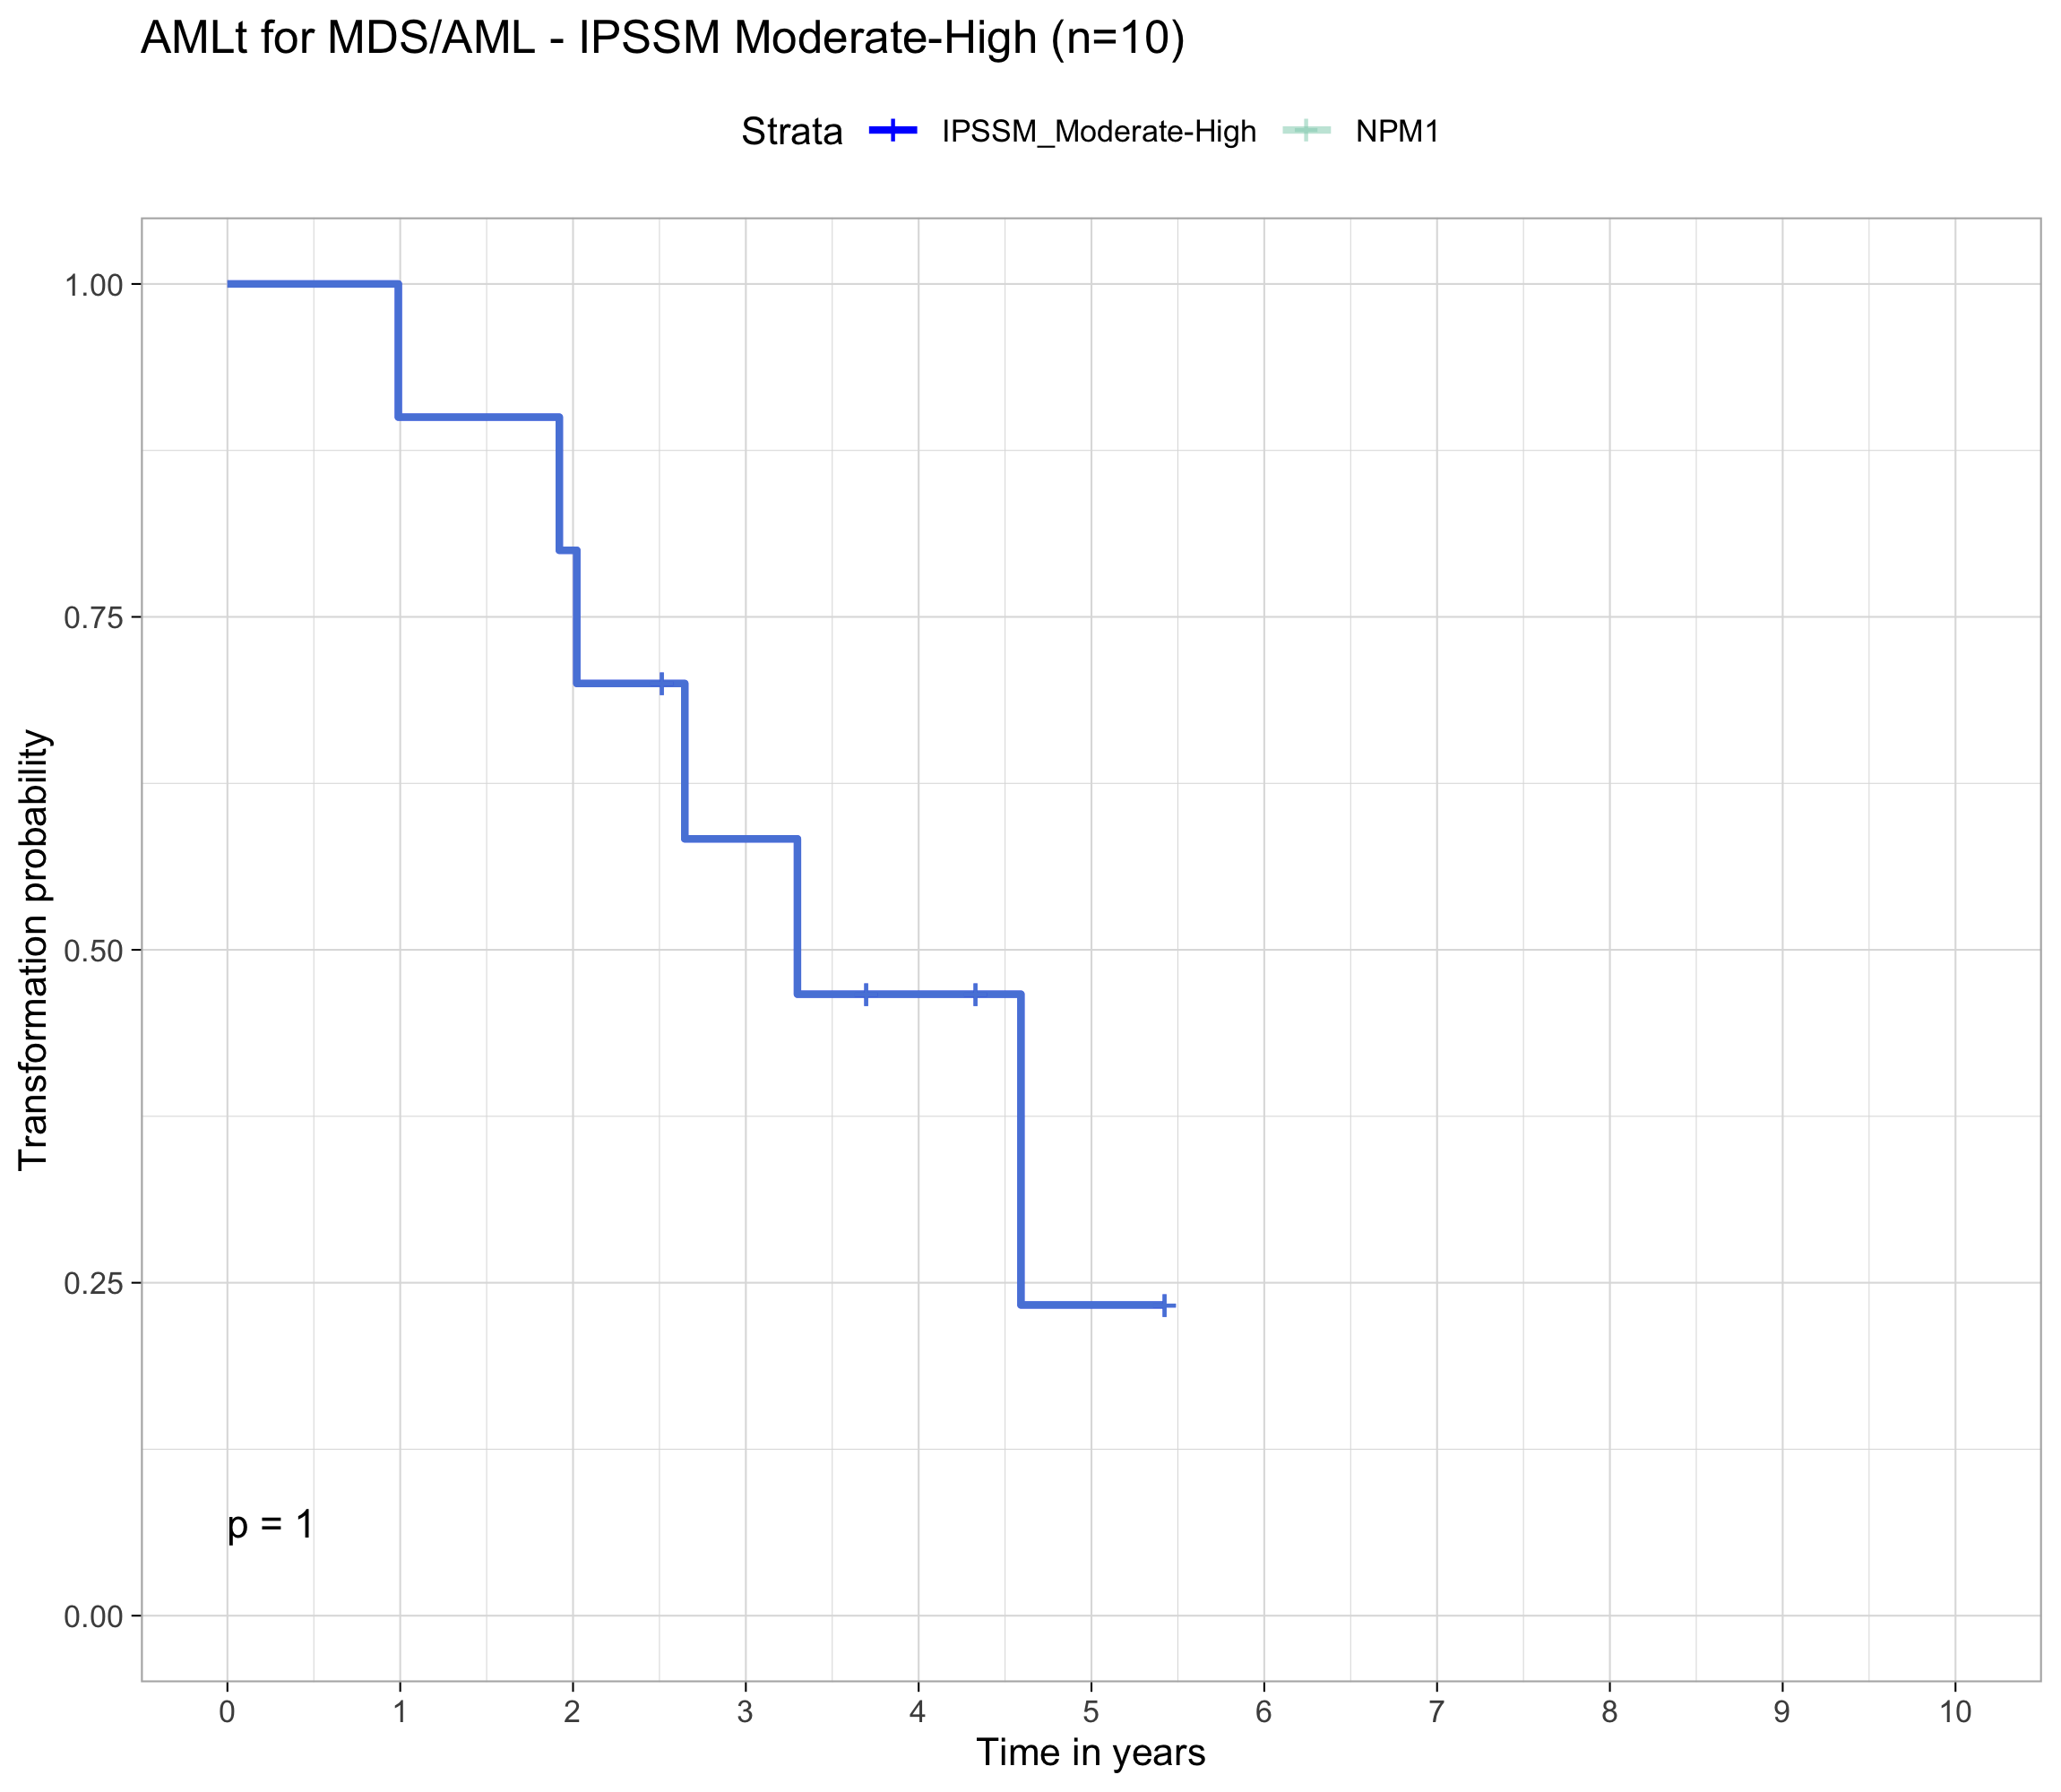 AMLt for MDS/AML - IPSSM Moderate-High (n=10)
Strata IPSSM_Moderate-High NPM1
Transformation probability
1.00
0.75
0.50
0.25
0.00
p = 1
0 1 2 3 4 5 6 7 8 9 10
Time in years